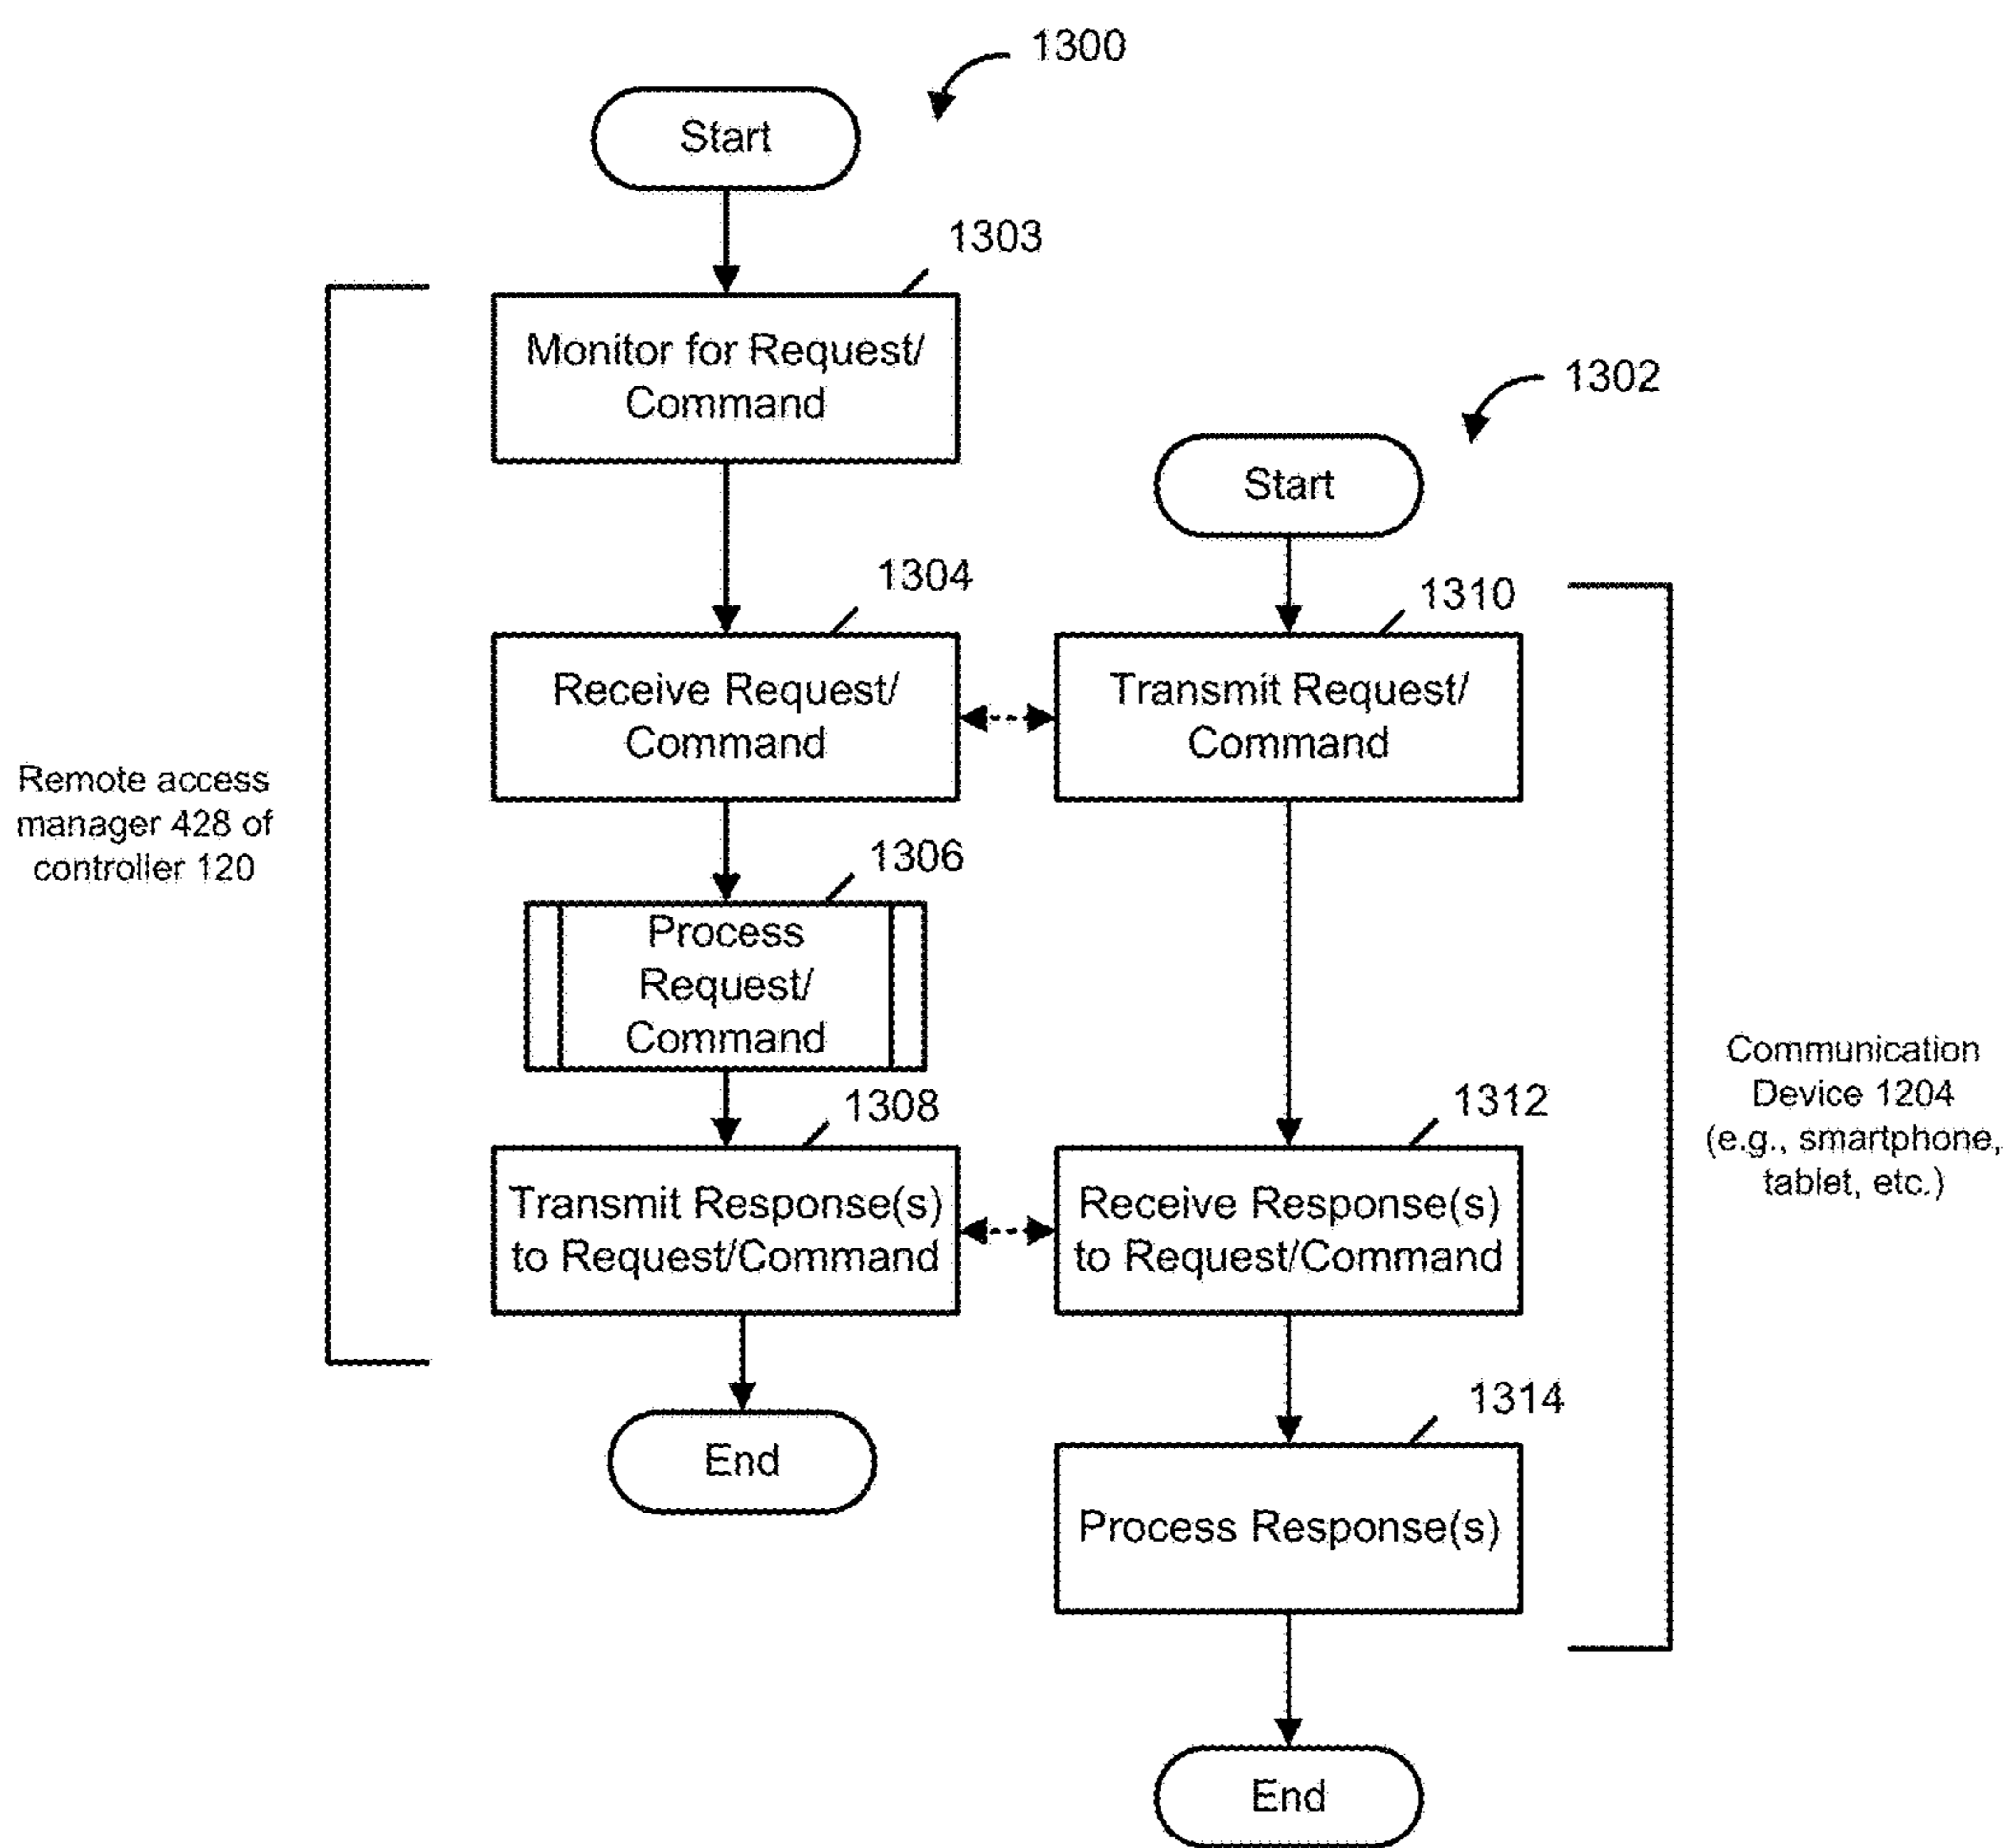 1300
Start
1303
Monitor for Request/
Command
1302
Start
1304
Receive Request/
Command
1310
Transmit Request/
Command
Remote access
manager 428 of
controller 120
1306
Process
Request/
Command
1308
Transmit Response(s)
to Request/Command
1312
Receive Response(s)
to Request/Command
Communication
Device 1204
(e.g., smartphone,
tablet, etc.)
End
1314
Process Response(s)
End